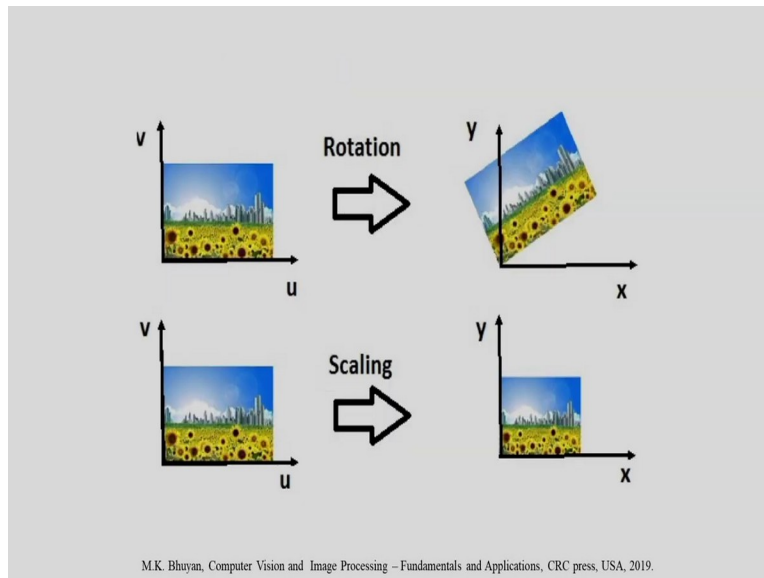 v
Rotation
y
u
x
v
Scaling
y
u
x
M.K. Bhuyan, Computer Vision and Image Processing – Fundamentals and Applications, CRC press, USA, 2019.